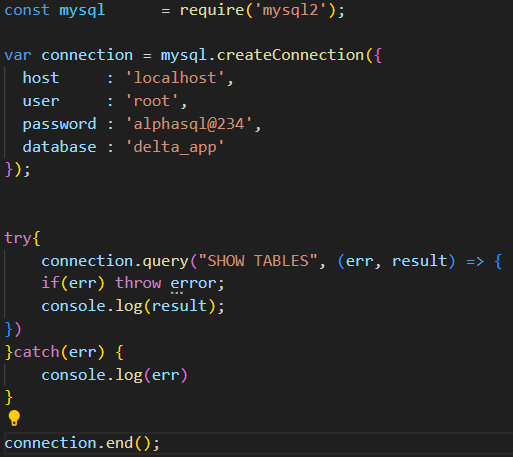 const mysql      = require('mysql2');
var connection = mysql.createConnection({
  host     : 'localhost',
  user     : 'root',
  password : 'alphasql@234',
  database : 'delta_app'
});
try{
    connection.query("SHOW TABLES", (err, result) => {
    if(err) throw error;
    console.log(result);
})
}catch(err) {
    console.log(err)
}
connection.end();